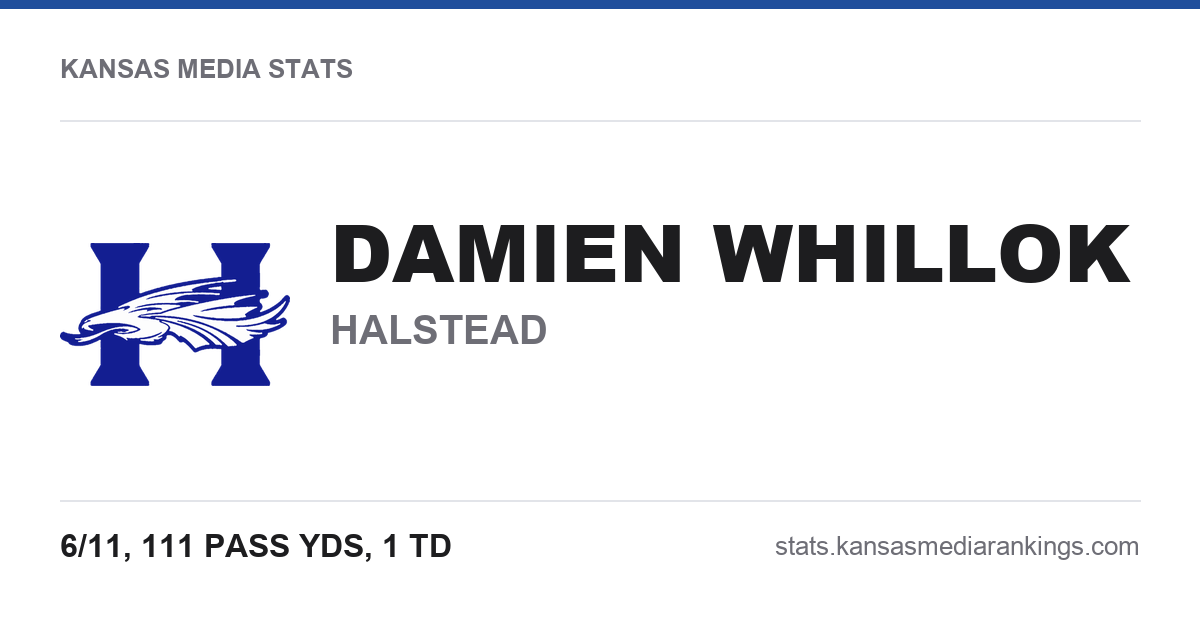 KANSAS MEDIA STATS
H
DAMIEN WHILLOK
HALSTEAD
6/11, 111 PASS YDS, 1 TD
stats.kansasmediarankings.com